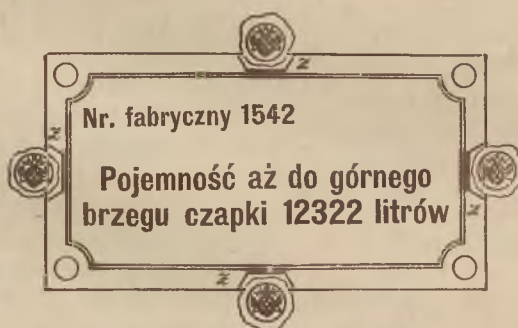 Nr. fabryczny 1542
Pojemność aż do górnego
brzegu czapki 12322 litrów